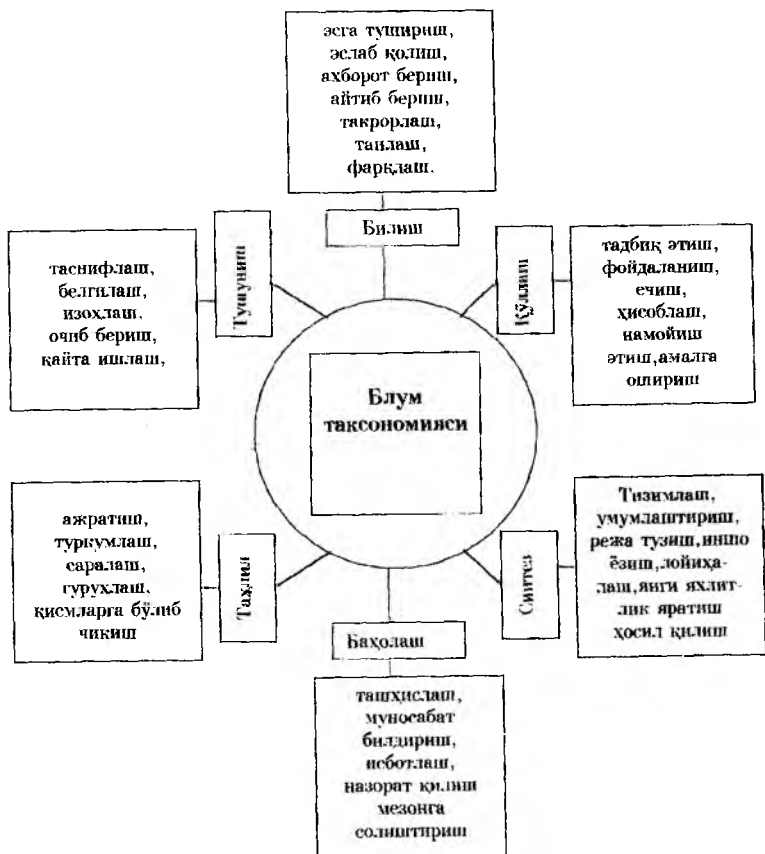 эсга тушириш,
эслаб қолиш,
ахборот бериш,
айтиб бериш,
такрорлаш,
танлаш,
фарқлаш.
Билиш
Тушуниш
таснифлаш,
белгилаш,
изоҳлаш,
очиб бериш,
қайта ишлаш,
Қўллаш
тадбиқ этиш,
фойдаланиш,
ечиш,
ҳисоблаш,
намойиш
этиш,амалга
ошириш
Блум
таксономияси
ажратиш,
туркумлаш,
саралаш,
гуруҳлаш,
қисмларга бўлиб
чикиш
Таҳлил
Синтез
Тизимлаш,
умумлаштириш,
режа тузиш,иншо
ёзиш,лойиҳа-
лаш,янги яхлит-
лик яратиш
ҳосил қилиш
Баҳолаш
ташҳислаш,
муносабат
билдириш,
исботлаш,
назорат қилиш
мезонга
солиштириш